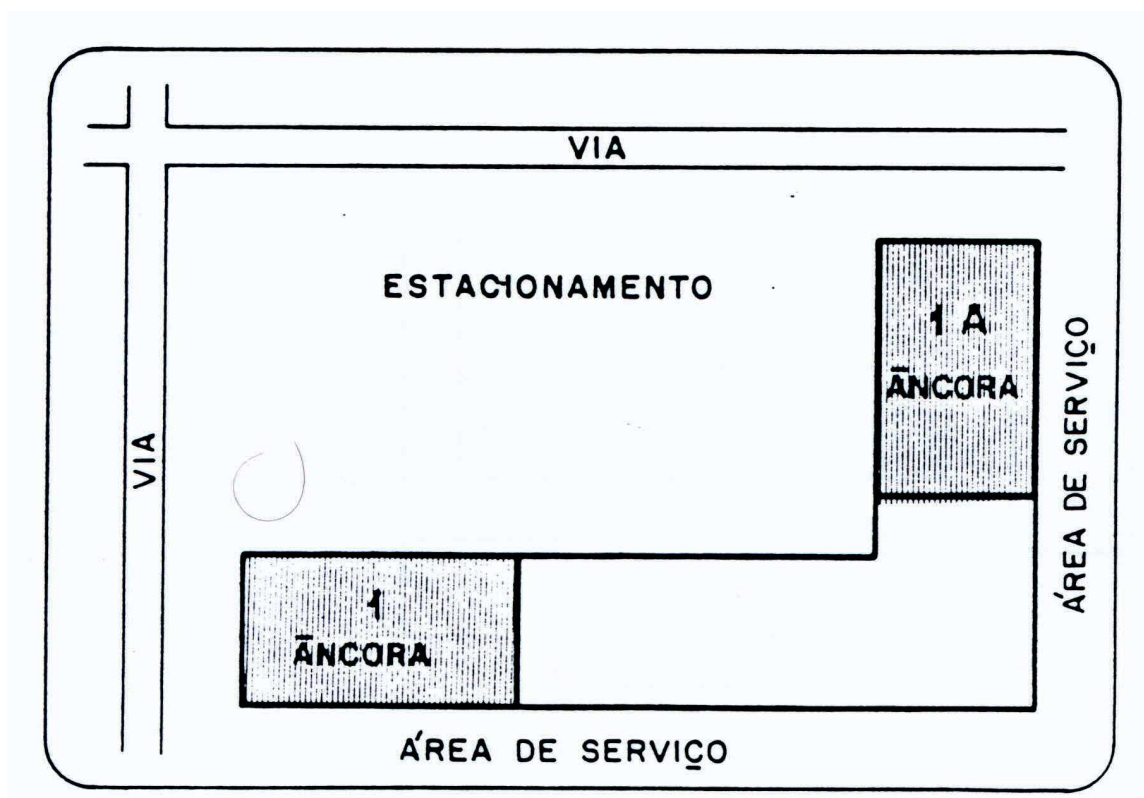 VIA
ESTACIONAMENTO
1 A
ÂNCORA
ÁREA DE SERVIÇO
VIA
1
ÂNCORA
ÁREA DE SERVIÇO